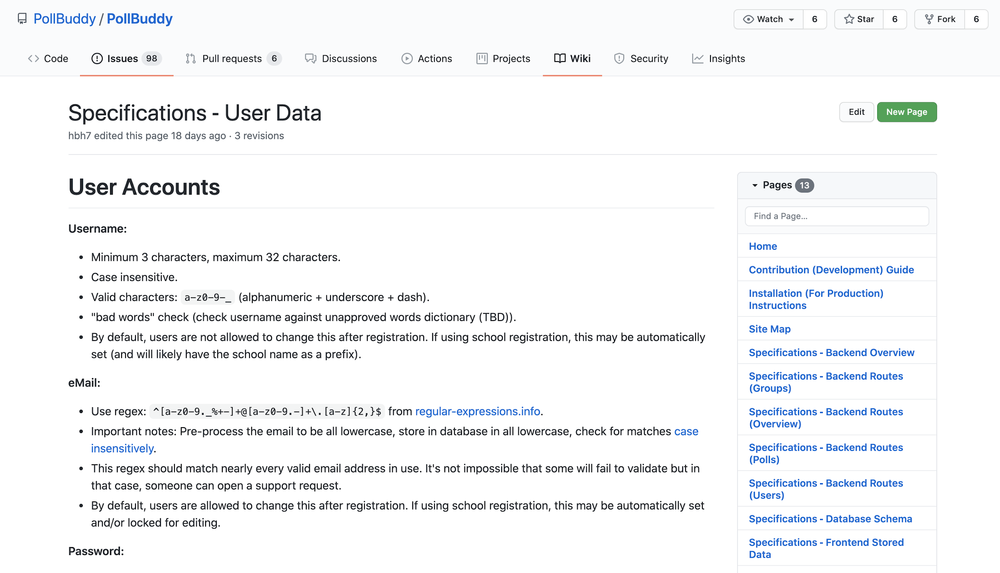 PollBuddy / PollBuddy
Watch 6 Star 6 Fork 6
Code Issues 98 Pull requests 6 Discussions Actions Projects Wiki Security Insights
Specifications - User Data
Edit New Page
hbh7 edited this page 18 days ago · 3 revisions
User Accounts
Username:
• Minimum 3 characters, maximum 32 characters.
• Case insensitive.
• Valid characters: a-z0-9-_ (alphanumeric + underscore + dash).
• "bad words" check (check username against unapproved words dictionary (TBD)).
• By default, users are not allowed to change this after registration. If using school registration, this may be automatically
set (and will likely have the school name as a prefix).
eMail:
• Use regex: ^[a-z0-9._%+-]+@[a-z0-9.-]+\.[a-z]{2,}$ from regular-expressions.info.
• Important notes: Pre-process the email to be all lowercase, store in database in all lowercase, check for matches case
insensitively.
• This regex should match nearly every valid email address in use. It's not impossible that some will fail to validate but in
that case, someone can open a support request.
• By default, users are allowed to change this after registration. If using school registration, this may be automatically set
and/or locked for editing.
Password:
Pages 13
Find a Page...
Home
Contribution (Development) Guide
Installation (For Production)
Instructions
Site Map
Specifications - Backend Overview
Specifications - Backend Routes
(Groups)
Specifications - Backend Routes
(Overview)
Specifications - Backend Routes
(Polls)
Specifications - Backend Routes
(Users)
Specifications - Database Schema
Specifications - Frontend Stored
Data